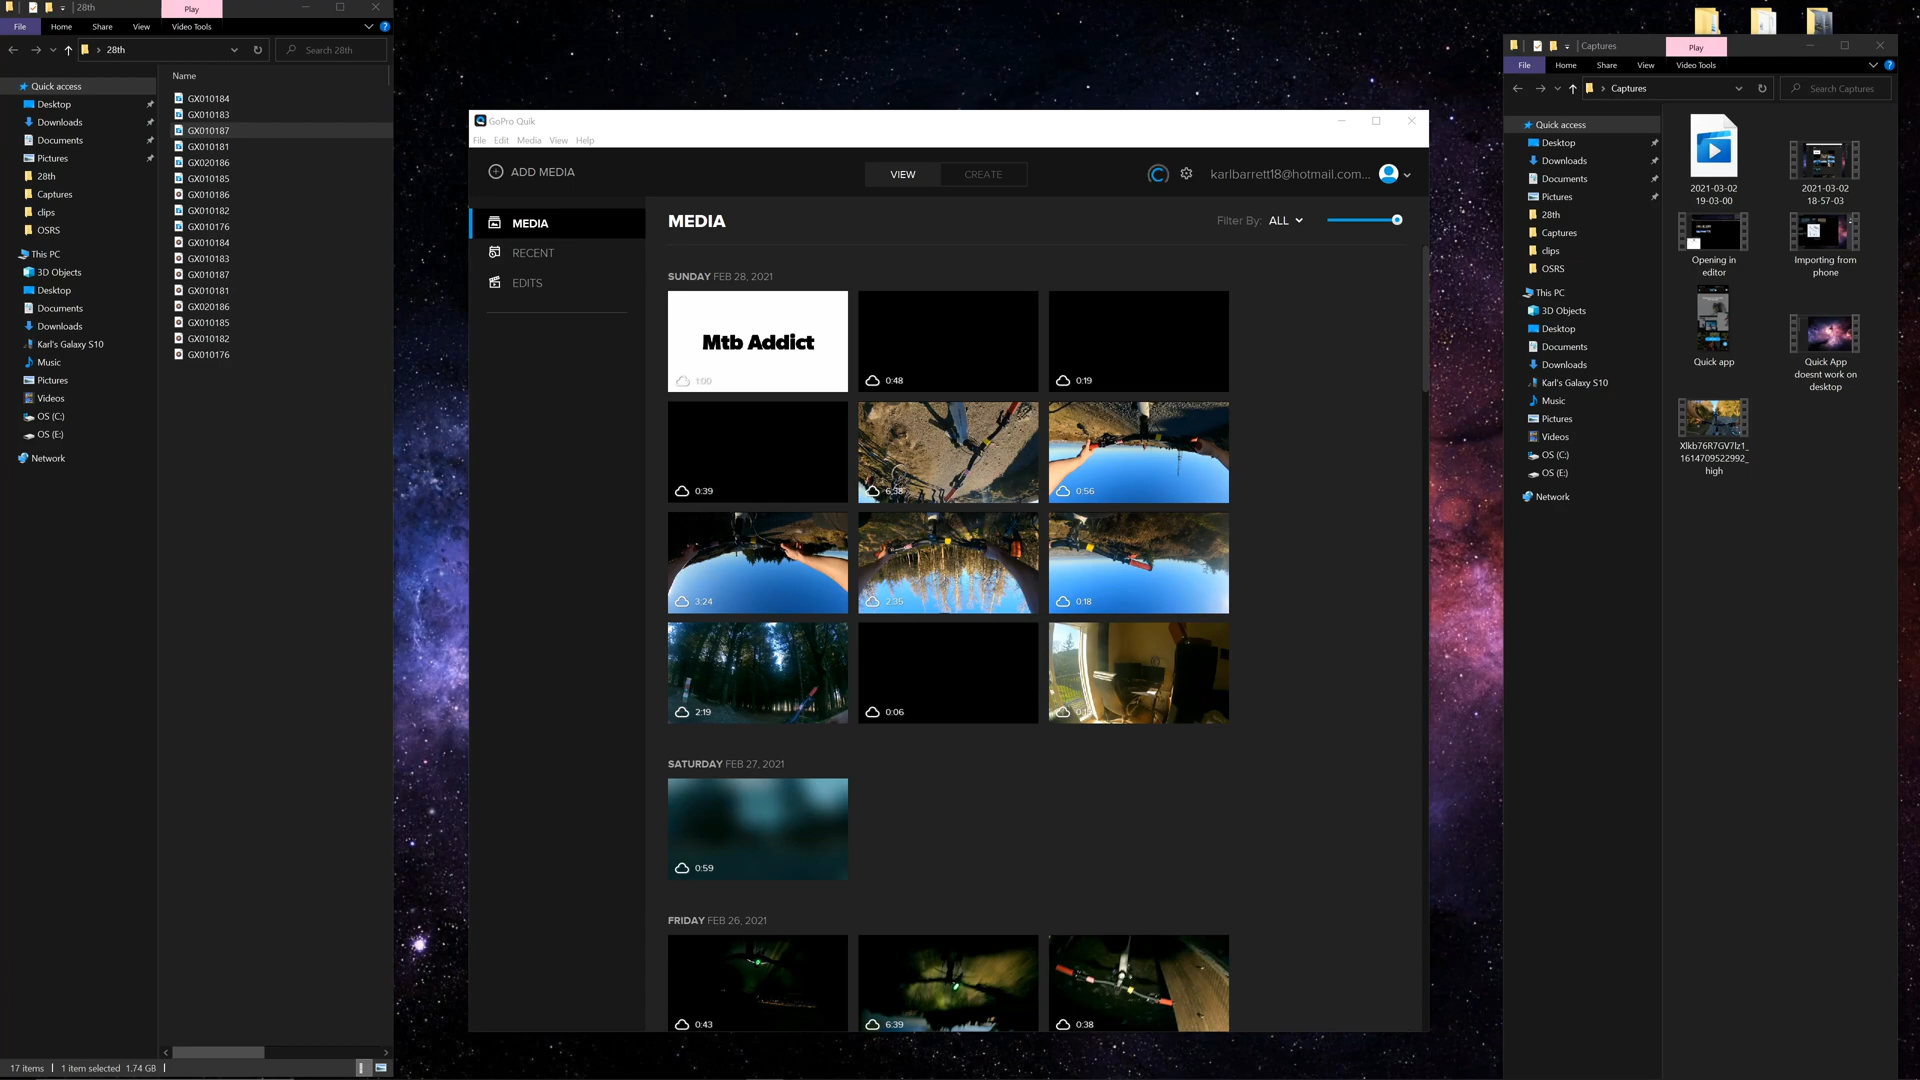 28th
Play
File
Home
Share
View
Video Tools
28th
Search 28th
Quick access
Desktop
Downloads
Documents
Pictures
28th
Captures
clips
OSRS
This PC
3D Objects
Desktop
Documents
Downloads
Karl's Galaxy S10
Music
Pictures
Videos
OS (C:)
OS (E:)
Network
Name
GX010184
GX010183
GX010187
GX010181
GX020186
GX010185
GX010186
GX010182
GX010176
GX010184
GX010183
GX010187
GX010181
GX020186
GX010185
GX010182
GX010176
17 items
1 item selected 1.74 GB
GoPro Quik
File Edit Media View Help
ADD MEDIA
VIEW
CREATE
karlbarrett18@hotmail.com...
MEDIA
RECENT
EDITS
MEDIA
Filter By: ALL
SUNDAY FEB 28, 2021
Mtb Addict
1:00
0:48
0:19
0:39
6:38
0:56
3:24
2:35
0:18
2:19
0:06
SATURDAY FEB 27, 2021
0:59
FRIDAY FEB 26, 2021
0:43
6:39
0:38
Captures
Play
File
Home
Share
View
Video Tools
Captures
Search Captures
Quick access
Desktop
Downloads
Documents
Pictures
28th
Captures
clips
OSRS
This PC
3D Objects
Desktop
Documents
Downloads
Karl's Galaxy S10
Music
Pictures
Videos
OS (C:)
OS (E:)
Network
2021-03-02
19-03-00
2021-03-02
18-57-03
Opening in
editor
Importing from
phone
Quick app
Quick App
doesnt work on
desktop
1614709522992_
high